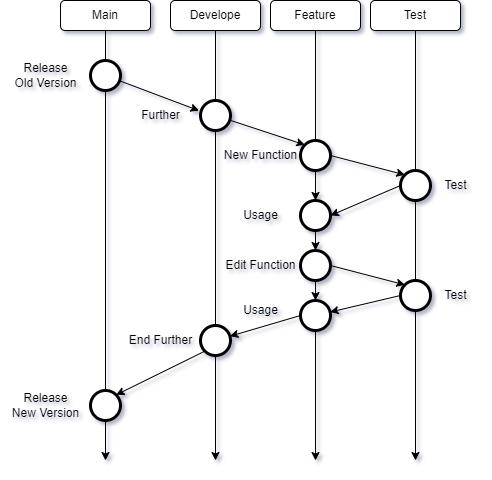 Main
Develope
Feature
Test
Release
Old Version
Further
New Function
Test
Usage
Edit Function
Test
Usage
End Further
Release
New Version